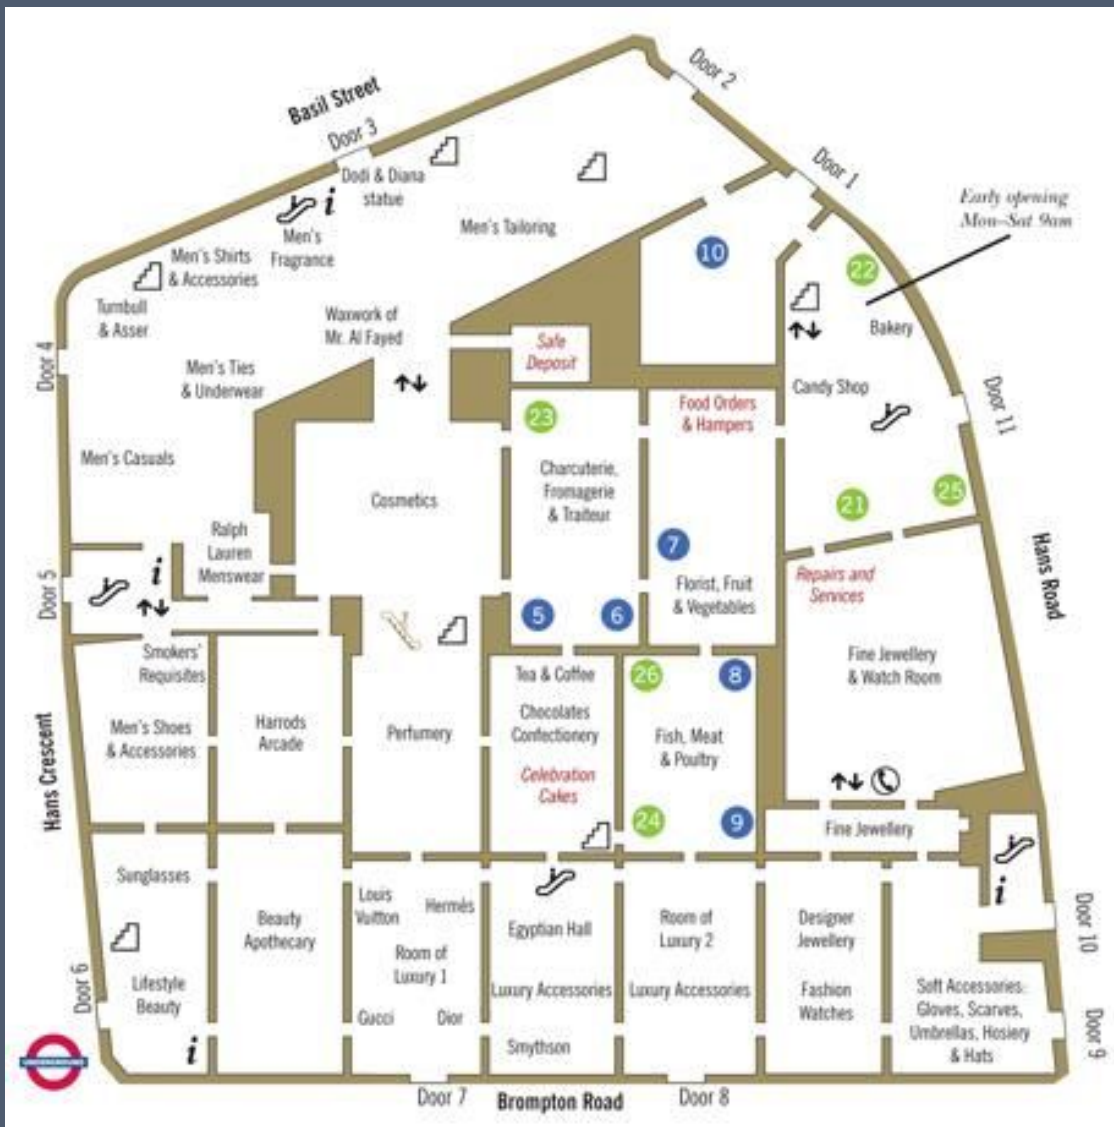 Basil Street
Door 3
Door 2
Door 1
Dodi & Diana
statue
i
Men's
Fragrance
Men's Tailoring
Early opening
Mon–Sat 9am
Men's Shirts
& Accessories
10
22
Turnbull
& Asser
Waxwork of
Mr. Al Fayed
Safe
Deposit
Bakery
Door 4
Men's Ties
& Underwear
Candy Shop
Door 11
23
Food Orders
& Hampers
Men's Casuals
Charcuterie,
Fromagerie
& Traiteur
Cosmetics
21
25
Ralph
Lauren
Menswear
7
Hans Road
Door 5
i
Repairs and
Services
Florist, Fruit
& Vegetables
5
6
Smokers'
Requisites
Tea & Coffee
26
8
Fine Jewellery
& Watch Room
Hans Crescent
Men's Shoes
& Accessories
Harrods
Arcade
Perfumery
Chocolates
Confectionery
Fish, Meat
& Poultry
Celebration
Cakes
24
9
Fine Jewellery
Sunglasses
Louis
Vuitton
Hermès
i
Beauty
Apothecary
Egyptian Hall
Room of
Luxury 2
Designer
Jewellery
Door 10
Room of
Luxury 1
Door 6
Lifestyle
Beauty
Luxury Accessories
Luxury Accessories
Fashion
Watches
Soft Accessories:
Gloves, Scarves,
Umbrellas, Hosiery
& Hats
Gucci
Dior
Door 9
i
Smythson
UNDERGROUND
Door 7
Brompton Road
Door 8